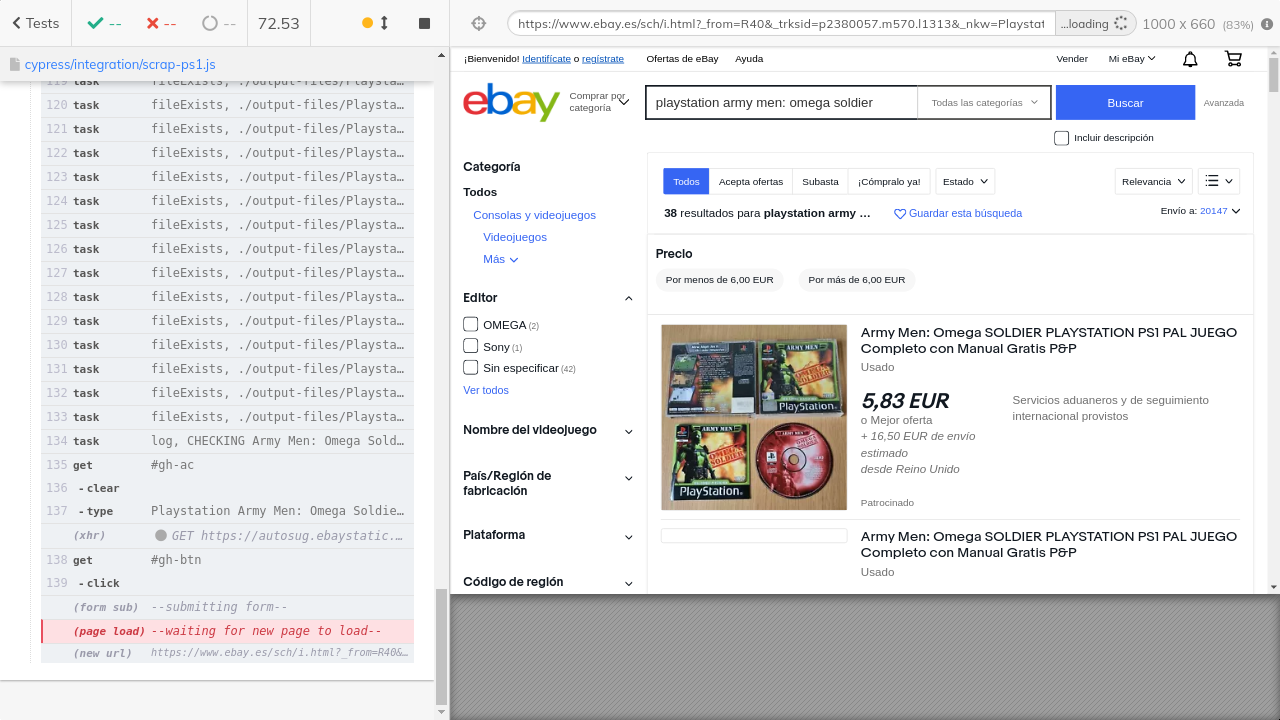 Tests
--
--
--
72.53
https://www.ebay.es/sch/i.html?_from=R40&_trksid=p2380057.m570.l1313&_nkw=Playstat
...loading
1000 x 660 (83%)
cypress/integration/scrap-ps1.js
119 task fileExists, ./output-files/Playsta…
120 task fileExists, ./output-files/Playsta…
121 task fileExists, ./output-files/Playsta…
122 task fileExists, ./output-files/Playsta…
123 task fileExists, ./output-files/Playsta…
124 task fileExists, ./output-files/Playsta…
125 task fileExists, ./output-files/Playsta…
126 task fileExists, ./output-files/Playsta…
127 task fileExists, ./output-files/Playsta…
128 task fileExists, ./output-files/Playsta…
129 task fileExists, ./output-files/Playsta…
130 task fileExists, ./output-files/Playsta…
131 task fileExists, ./output-files/Playsta…
132 task fileExists, ./output-files/Playsta…
133 task fileExists, ./output-files/Playsta…
134 task log, CHECKING Army Men: Omega Sold…
135 get #gh-ac
136 -clear
137 -type Playstation Army Men: Omega Soldie…
(xhr) GET https://autosug.ebaystatic.…
138 get #gh-btn
139 -click
(form sub) --submitting form--
(page load) --waiting for new page to load--
(new url) https://www.ebay.es/sch/i.html?_from=R40&…
¡Bienvenido! Identifícate o regístrate
Ofertas de eBay
Ayuda
Vender
Mi eBay
ebay
Comprar por
categoría
playstation army men: omega soldier
Todas las categorías
Buscar
Avanzada
Incluir descripción
Categoría
Todos
Consolas y videojuegos
Videojuegos
Más
Editor
OMEGA (2)
Sony (1)
Sin especificar (42)
Ver todos
Nombre del videojuego
País/Región de
fabricación
Plataforma
Código de región
Todos
Acepta ofertas
Subasta
¡Cómpralo ya!
Estado
Relevancia
38 resultados para playstation army ...
Guardar esta búsqueda
Envío a: 20147
Precio
Por menos de 6,00 EUR
Por más de 6,00 EUR
ARMY MEN
PlayStation
ARMY MEN
PlayStation
Army Men: Omega SOLDIER PLAYSTATION PS1 PAL JUEGO
Completo con Manual Gratis P&P
Usado
5,83 EUR
o Mejor oferta
+ 16,50 EUR de envío
estimado
desde Reino Unido
Servicios aduaneros y de seguimiento
internacional provistos
Patrocinado
Army Men: Omega SOLDIER PLAYSTATION PS1 PAL JUEGO
Completo con Manual Gratis P&P
Usado